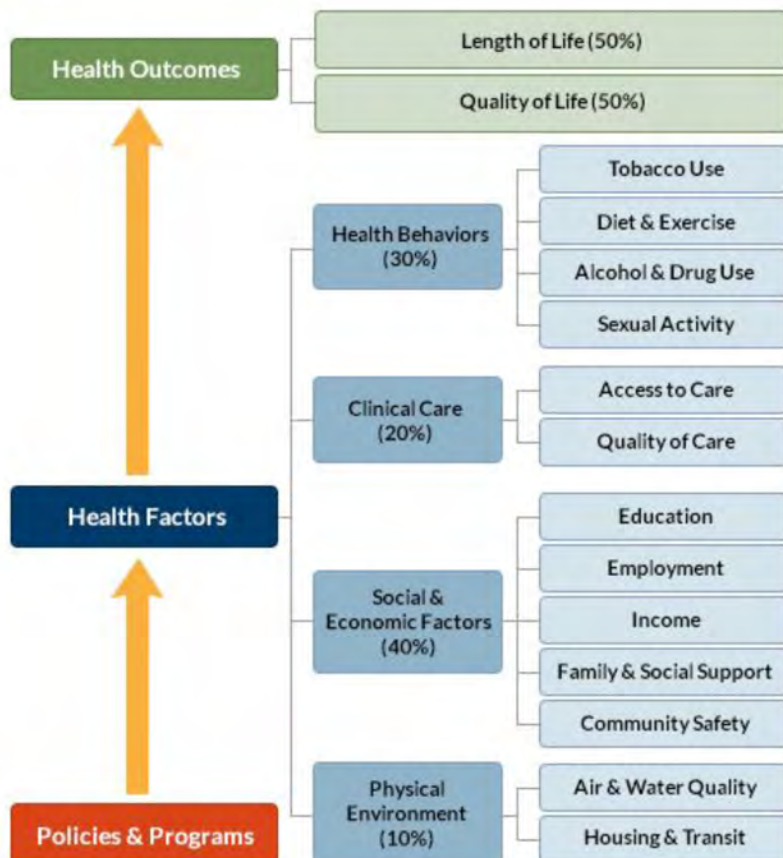 Health Outcomes
Length of Life (50%)
Quality of Life (50%)
Health Factors
Health Behaviors
(30%)
Tobacco Use
Diet & Exercise
Alcohol & Drug Use
Sexual Activity
Clinical Care
(20%)
Access to Care
Quality of Care
Social &
Economic Factors
(40%)
Education
Employment
Income
Family & Social Support
Community Safety
Physical
Environment
(10%)
Air & Water Quality
Housing & Transit
Policies & Programs